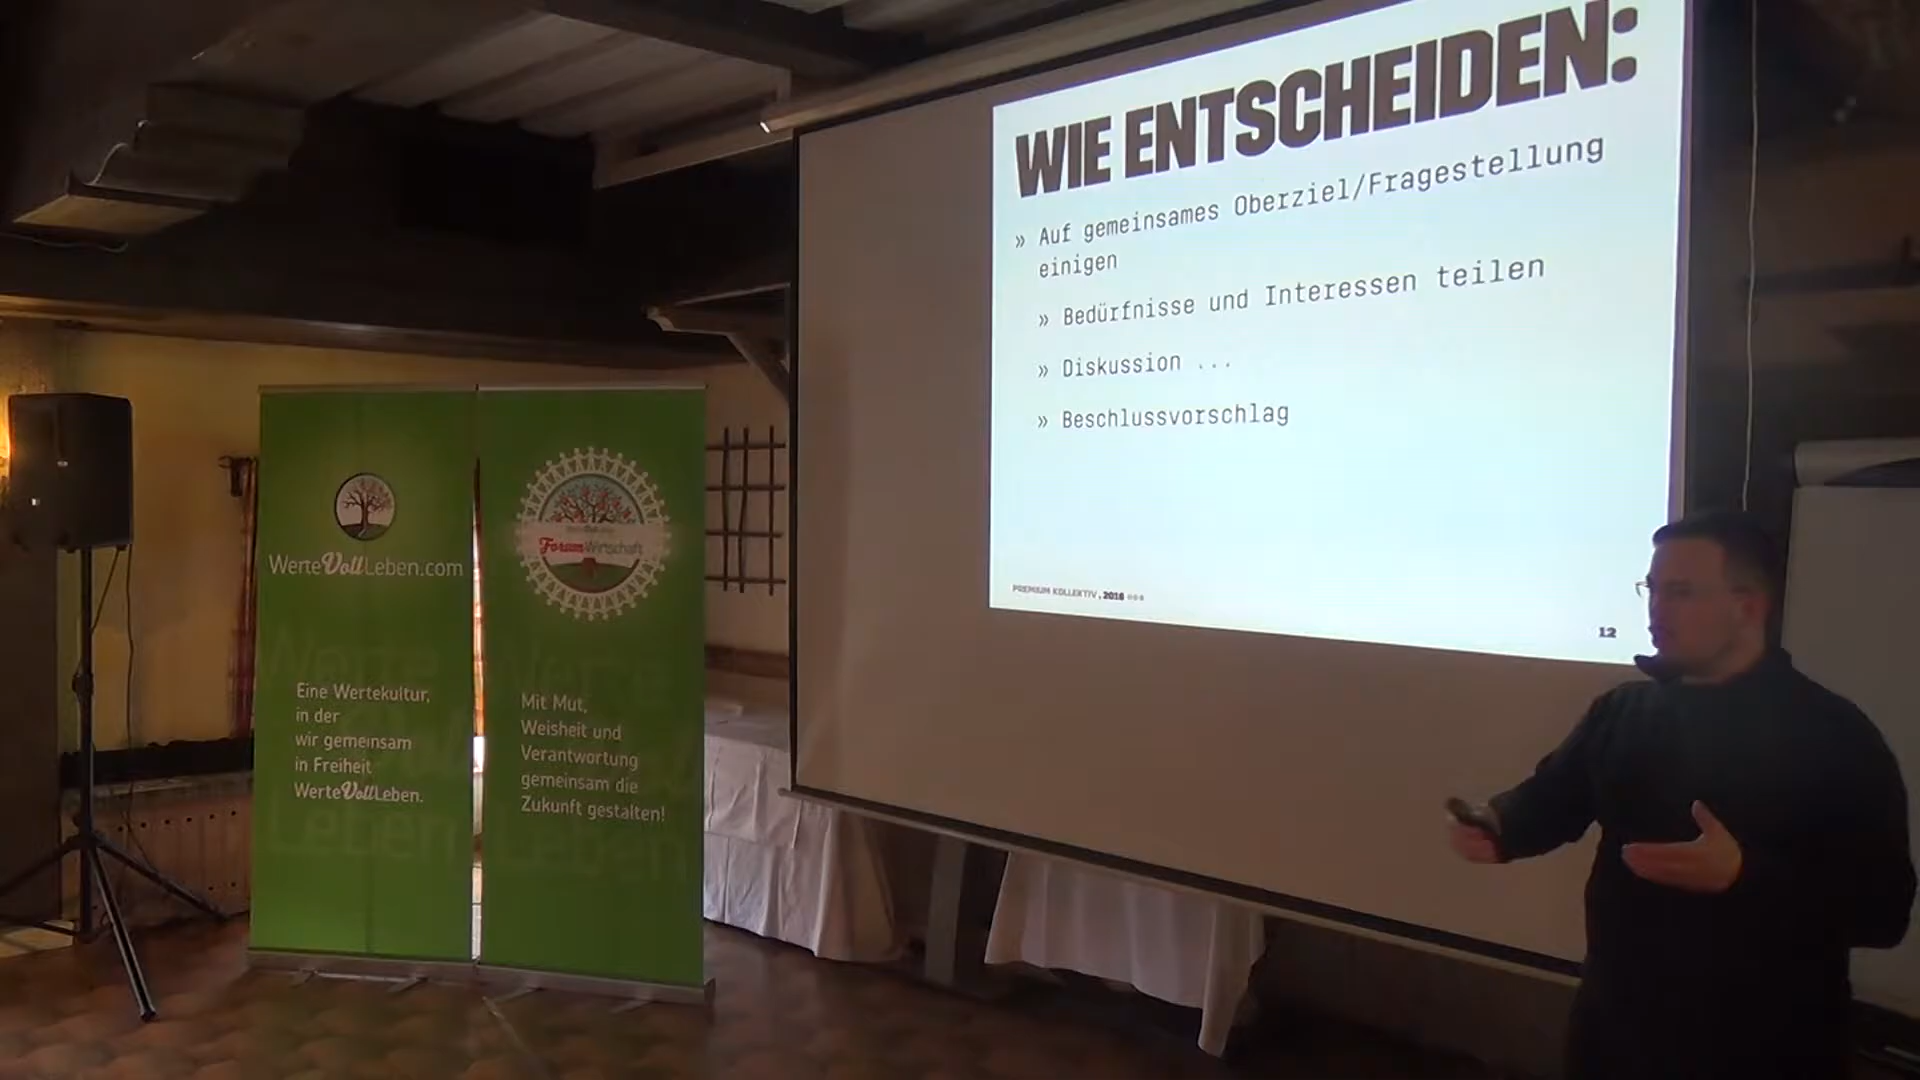 WIE ENTSCHEIDEN:
» Auf gemeinsames Oberziel/Fragestellung
einigen
» Bedürfnisse und Interessen teilen
» Diskussion ...
» Beschlussvorschlag
PREMIUM KOLLEKTIV, 2016
12
WerteVollLeben.com
Eine Wertekultur,
in der
wir gemeinsam
in Freiheit
WerteVollLeben.
ForumWirtschaft
Mit Mut,
Weisheit und
Verantwortung
gemeinsam die
Zukunft gestalten!